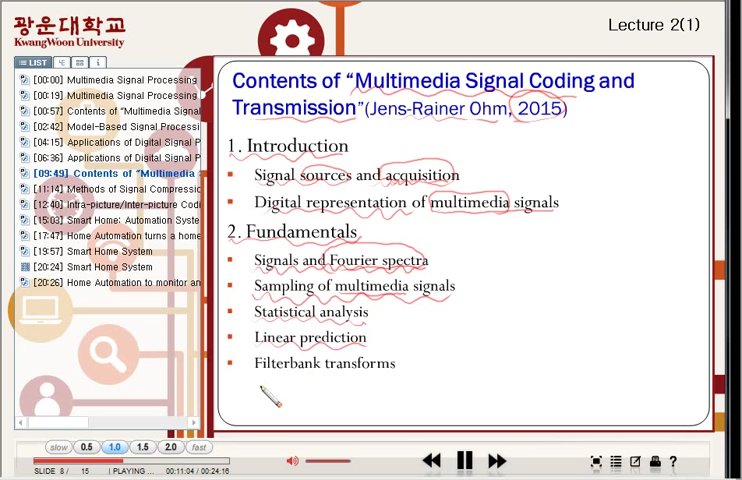 광운대학교
KwangWoon University
Lecture 2(1)
LIST
[00:00] Multimedia Signal Processing
[00:19] Multimedia Signal Processing
[00:57] Contents of "Multimedia Signal
[02:42] Model-Based Signal Processi
[04:15] Applications of Digital Signal P
[06:36] Applications of Digital Signal P
[09:49] Contents of "Multimedia
[11:14] Methods of Signal Compress
[12:40] Intra-picture/Inter-picture Codi
[15:03] Smart Home: Automation Syste
[17:47] Home Automation turns a home
[19:57] Smart Home System
[20:24] Smart Home System
[20:26] Home Automation to monitor an
Contents of "Multimedia Signal Coding and
Transmission"(Jens-Rainer Ohm, 2015)
1. Introduction
Signal sources and acquisition
Digital representation of multimedia signals
2. Fundamentals
Signals and Fourier spectra
Sampling of multimedia signals
Statistical analysis
Linear prediction
Filterbank transforms
slow 0.5 1.0 1.5 2.0 fast
SLIDE 8 / 15 | PLAYING ... 00:11:04 / 00:24:16